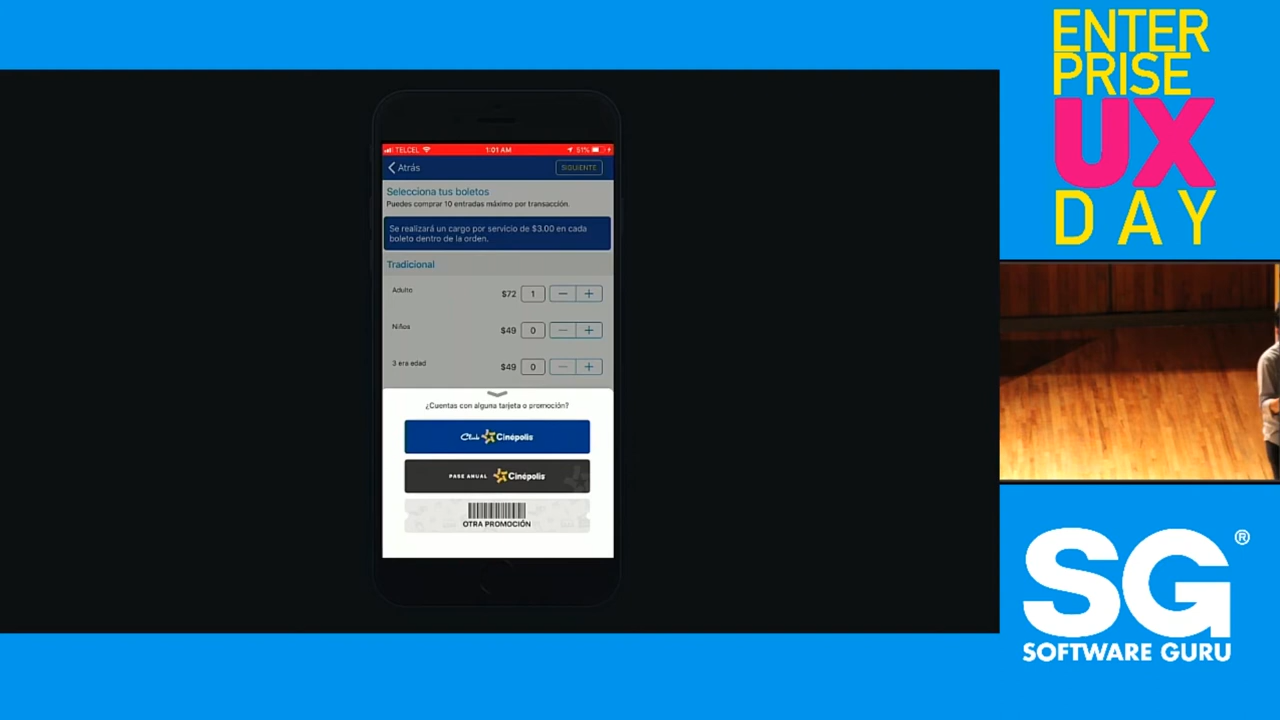 ENTER
PRISE
UX
DAY
TELCEL
1:01 AM
51%
Atrás
SIGUIENTE
Selecciona tus boletos
Puedes comprar 10 entradas máximo por transacción.
Se realizará un cargo por servicio de $3.00 en cada
boleto dentro de la orden.
Tradicional
Adulto
$72
1
Niños
$49
0
3 era edad
$49
0
¿Cuentas con alguna tarjeta o promoción?
Club Cinépolis
PASE ANUAL Cinépolis
OTRA PROMOCIÓN
SG®
SOFTWARE GURU